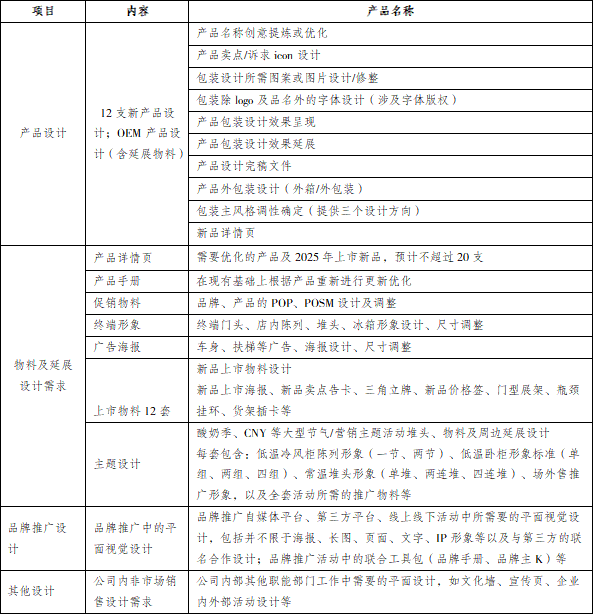 项目 内容 产品名称
产品设计
12支新产品设
计；OEM 产品设
计（含延展物料）
产品名称创意提炼或优化
产品卖点/诉求 icon 设计
包装设计所需图案或图片设计/修整
包装除 logo 及品名外的字体设计（涉及字体版权）
产品包装设计效果呈现
产品包装设计效果延展
产品设计完稿文件
产品外包装设计（外箱/外包装）
包装主风格调性确定（提供三个设计方向）
新品详情页
物料及延展
设计需求
产品详情页 需要优化的产品及 2025 年上市新品，预计不超过 20 支
产品手册 在现有基础上根据产品重新进行更新优化
促销物料 品牌、产品的 POP、POSM 设计及调整
终端形象 终端门头、店内陈列、堆头、冰箱形象设计、尺寸调整
广告海报 车身、扶梯等广告、海报设计、尺寸调整
上市物料 12 套
新品上市物料设计
新品上市海报、新品卖点告卡、三角立牌、新品价格签、门型展架、瓶颈
挂环、货架插卡等
主题设计
酸奶季、CNY 等大型节气/营销主题活动堆头、物料及周边延展设计
每套包含：低温冷风柜陈列形象（一节、两节）、低温卧柜形象标准（单
组、两组、四组）、常温堆头形象（单堆、两连堆、四连堆）、场外售推
广形象，以及全套活动所需的推广物料等
品牌推广设
计
品牌推广中的平
面视觉设计
品牌推广自媒体平台、第三方平台、线上线下活动中所需要的平面视觉设
计，包括并不限于海报、长图、页面、文字、IP 形象等以及与第三方的联
名合作设计；品牌推广活动中的联合工具包（品牌手册、品牌主 K）等
其他设计
公司内非市场销
售设计需求
公司内部其他职能部门工作中需要的平面设计，如文化墙、宣传页、企业
内外部活动设计等